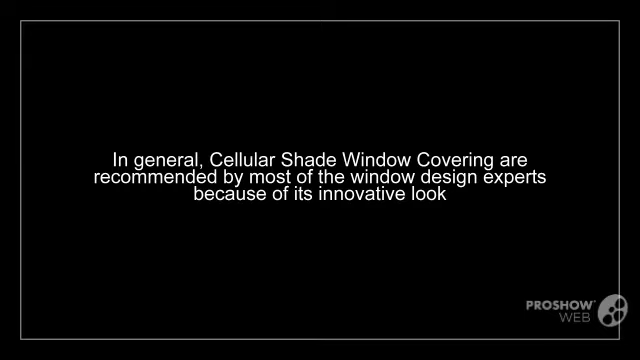 In general, Cellular Shade Window Covering are
recommended by most of the window design experts
because of its innovative look
PROSHOW™
WEB